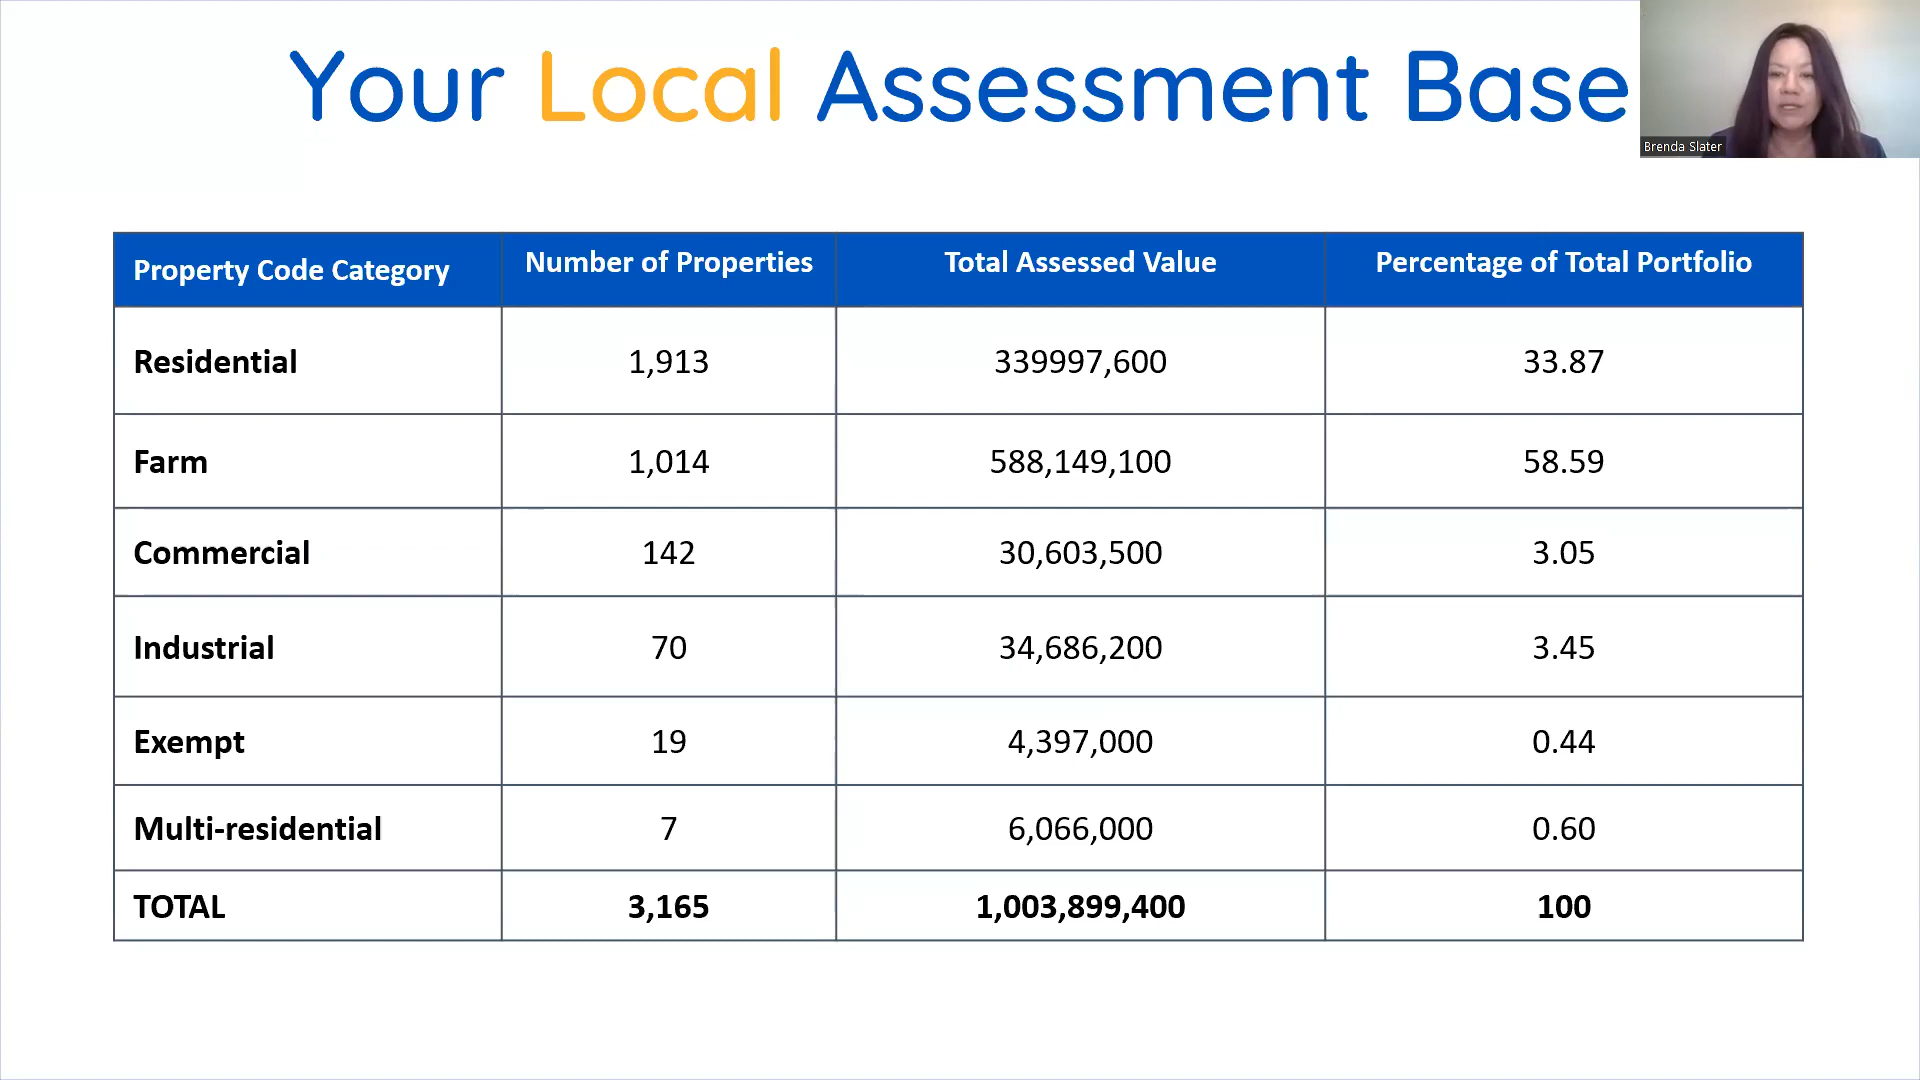 Your Local Assessment Base
Brenda Slater
Property Code Category Number of Properties Total Assessed Value Percentage of Total Portfolio
Residential 1,913 339997,600 33.87
Farm 1,014 588,149,100 58.59
Commercial 142 30,603,500 3.05
Industrial 70 34,686,200 3.45
Exempt 19 4,397,000 0.44
Multi-residential 7 6,066,000 0.60
TOTAL 3,165 1,003,899,400 100